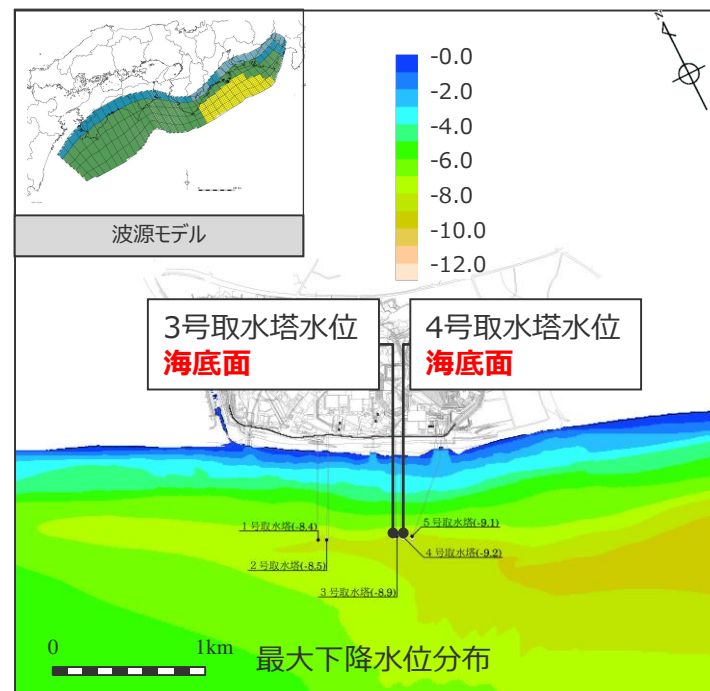 波源モデル
-0.0
-2.0
-4.0
-6.0
-8.0
-10.0
-12.0
3号取水塔水位
海底面
4号取水塔水位
海底面
1号取水塔(-8.4)
2号取水塔(-8.5)
3号取水塔(-8.9)
5号取水塔(-9.1)
4号取水塔(-9.2)
0 1km
最大下降水位分布